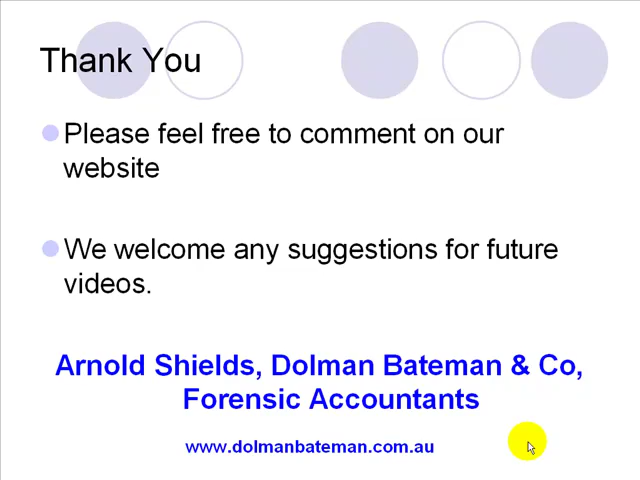 Thank You
Please feel free to comment on our
website
We welcome any suggestions for future
videos.
Arnold Shields, Dolman Bateman & Co,
Forensic Accountants
www.dolmanbateman.com.au